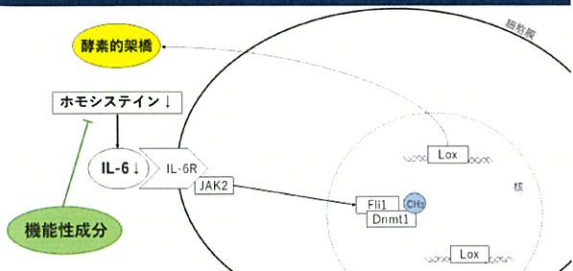 細胞膜
酵素的架橋
ホモシステイン↓
Lox
IL-6↓
IL-6R
JAK2
核
Fli1
CH₃
Dnmt1
機能性成分
Lox